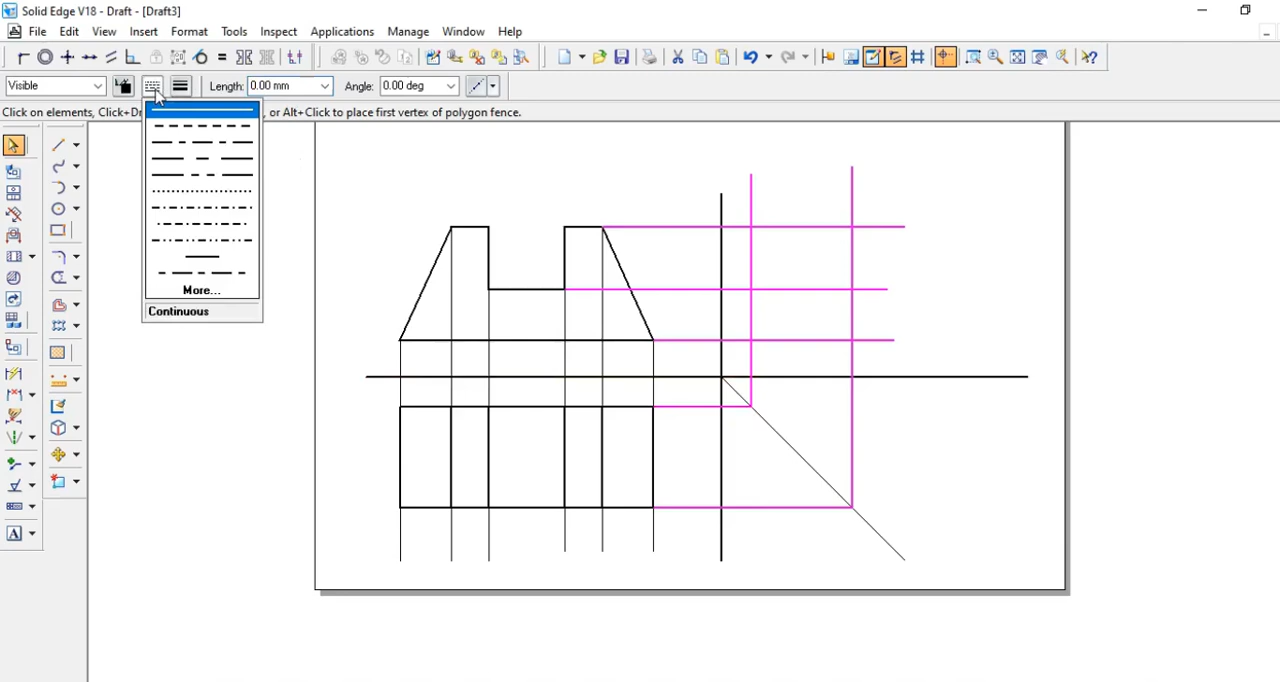 Solid Edge V18 - Draft - [Draft3]
File Edit View Insert Format Tools Inspect Applications Manage Window Help
Visible Length: 0.00 mm Angle: 0.00 deg
Click on elements, Click+Dr , or Alt+Click to place first vertex of polygon fence.
More...
Continuous
A